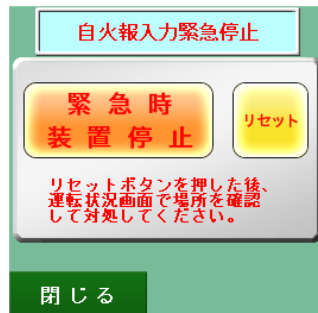 自火報入力緊急停止
緊急時
装置停止
リセット
リセットボタンを押した後、
運転状況画面で場所を確認
して対処してください。
閉じる